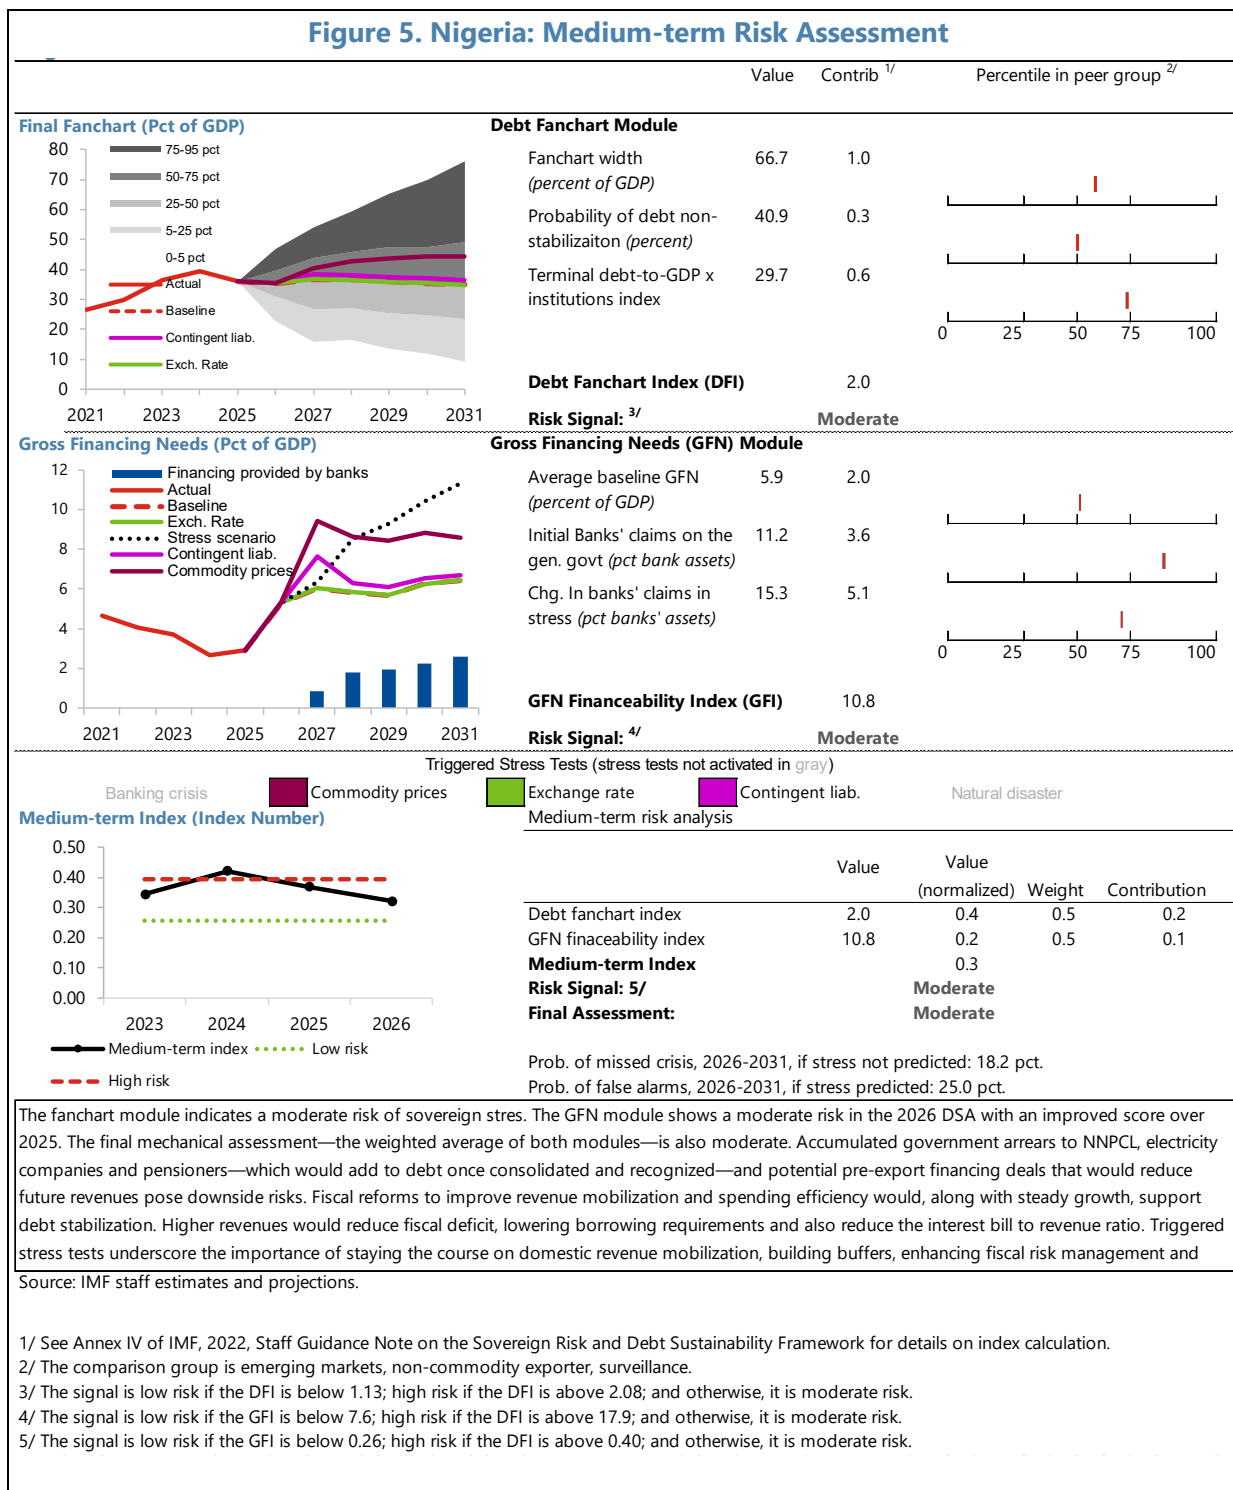 Figure 5. Nigeria: Medium-term Risk Assessment
Value Contrib 1/ Percentile in peer group 2/
Final Fanchart (Pct of GDP)
80
70
60
50
40
30
20
10
0
75-95 pct
50-75 pct
25-50 pct
5-25 pct
0-5 pct
Actual
Baseline
Contingent liab.
Exch. Rate
2021 2023 2025 2027 2029 2031
Debt Fanchart Module
Fanchart width 66.7 1.0
(percent of GDP)
Probability of debt non- 40.9 0.3
stabilizaiton (percent)
Terminal debt-to-GDP x 29.7 0.6
institutions index
0 25 50 75 100
Debt Fanchart Index (DFI) 2.0
Risk Signal: 3/ Moderate
Gross Financing Needs (Pct of GDP)
12
10
8
6
4
2
0
Financing provided by banks
Actual
Baseline
Exch. Rate
Stress scenario
Contingent liab.
Commodity prices
2021 2023 2025 2027 2029 2031
Gross Financing Needs (GFN) Module
Average baseline GFN 5.9 2.0
(percent of GDP)
Initial Banks' claims on the 11.2 3.6
gen. govt (pct bank assets)
Chg. In banks' claims in 15.3 5.1
stress (pct banks' assets)
0 25 50 75 100
GFN Financeability Index (GFI) 10.8
Risk Signal: 4/ Moderate
Triggered Stress Tests (stress tests not activated in gray)
Banking crisis Commodity prices Exchange rate Contingent liab. Natural disaster
Medium-term Index (Index Number)
0.50
0.40
0.30
0.20
0.10
0.00
2023 2024 2025 2026
Medium-term index Low risk
High risk
Medium-term risk analysis
Value Value
(normalized) Weight Contribution
Debt fanchart index 2.0 0.4 0.5 0.2
GFN finaceability index 10.8 0.2 0.5 0.1
Medium-term Index 0.3
Risk Signal: 5/ Moderate
Final Assessment: Moderate
Prob. of missed crisis, 2026-2031, if stress not predicted: 18.2 pct.
Prob. of false alarms, 2026-2031, if stress predicted: 25.0 pct.
The fanchart module indicates a moderate risk of sovereign stres. The GFN module shows a moderate risk in the 2026 DSA with an improved score over
2025. The final mechanical assessment—the weighted average of both modules—is also moderate. Accumulated government arrears to NNPCL, electricity
companies and pensioners—which would add to debt once consolidated and recognized—and potential pre-export financing deals that would reduce
future revenues pose downside risks. Fiscal reforms to improve revenue mobilization and spending efficiency would, along with steady growth, support
debt stabilization. Higher revenues would reduce fiscal deficit, lowering borrowing requirements and also reduce the interest bill to revenue ratio. Triggered
stress tests underscore the importance of staying the course on domestic revenue mobilization, building buffers, enhancing fiscal risk management and
Source: IMF staff estimates and projections.
1/ See Annex IV of IMF, 2022, Staff Guidance Note on the Sovereign Risk and Debt Sustainability Framework for details on index calculation.
2/ The comparison group is emerging markets, non-commodity exporter, surveillance.
3/ The signal is low risk if the DFI is below 1.13; high risk if the DFI is above 2.08; and otherwise, it is moderate risk.
4/ The signal is low risk if the GFI is below 7.6; high risk if the DFI is above 17.9; and otherwise, it is moderate risk.
5/ The signal is low risk if the GFI is below 0.26; high risk if the DFI is above 0.40; and otherwise, it is moderate risk.